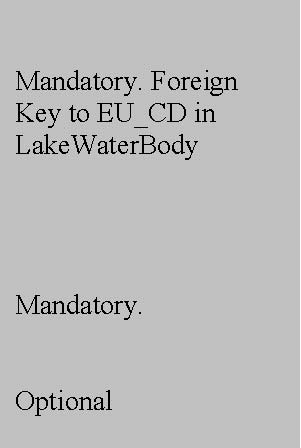 Mandatory. Foreign
Key to EU_CD in
LakeWaterBody
Mandatory.
Optional